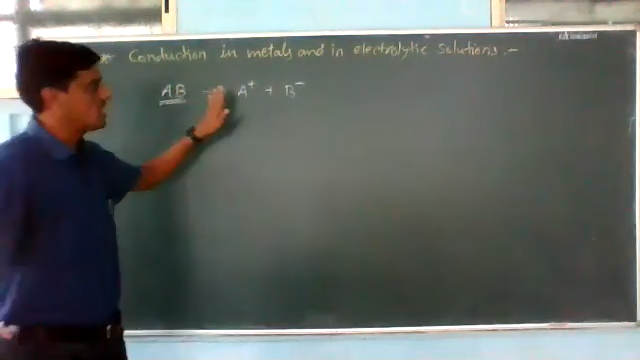 * Conduction in metals and in electrolytic solutions :-
AB → A⁺ + B⁻